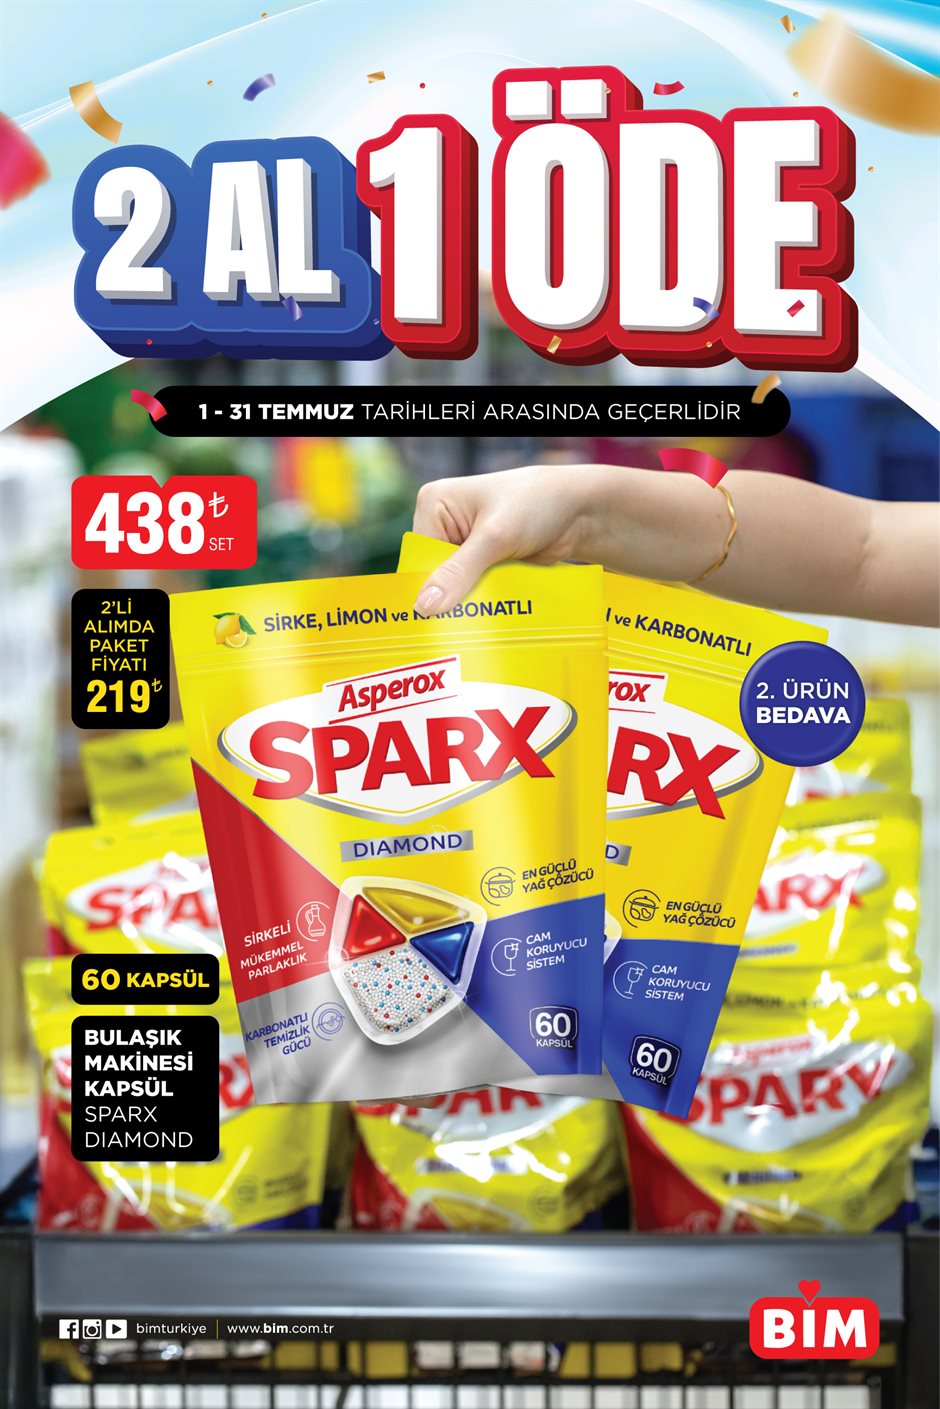 2 AL 1 ÖDE
1 - 31 TEMMUZ TARİHLERİ ARASINDA GEÇERLİDİR
438₺
SET
2'Lİ
ALIMDA
PAKET
FİYATI
219₺
SİRKE, LİMON ve KARBONATLI
Asperox
SPARX
DIAMOND
EN GÜÇLÜ
YAĞ ÇÖZÜCÜ
SİRKELİ
MÜKEMMEL
PARLAKLIK
CAM
KORUYUCU
SİSTEM
KARBONATLI
TEMİZLİK
GÜCÜ
60
KAPSÜL
ve KARBONATLI
ROX
RX
D
EN GÜÇLÜ
YAĞ ÇÖZÜCÜ
CAM
KORUYUCU
SİSTEM
60
KAPSÜL
2. ÜRÜN
BEDAVA
60 KAPSÜL
BULAŞIK
MAKİNESİ
KAPSÜL
SPARX
DIAMOND
bimturkiye | www.bim.com.tr
BİM